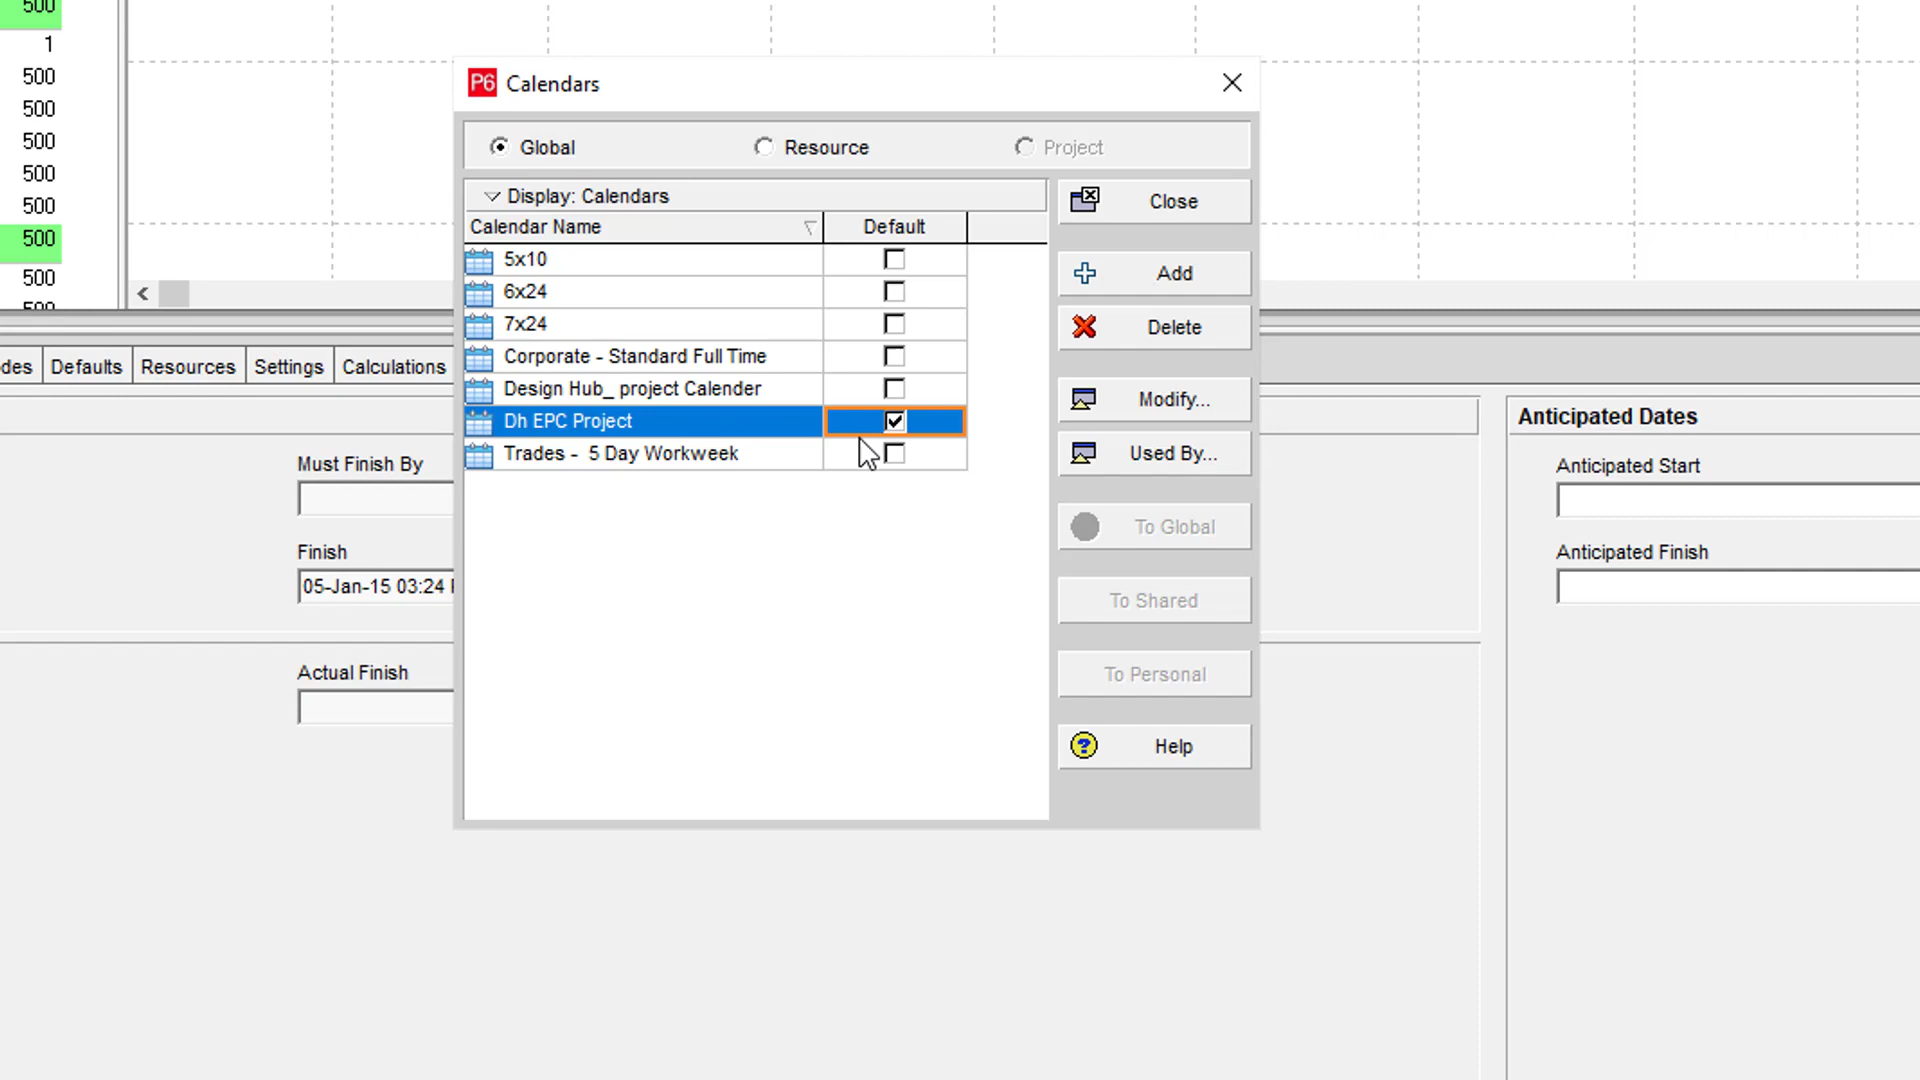 500
1
500
500
500
500
500
500
500
P6 Calendars
Global Resource Project
Display: Calendars
Calendar Name Default
5x10
6x24
7x24
Corporate - Standard Full Time
Design Hub_ project Calender
Dh EPC Project
Trades - 5 Day Workweek
Close
Add
Delete
Modify...
Used By...
To Global
To Shared
To Personal
Help
des Defaults Resources Settings Calculations
Must Finish By
Finish
05-Jan-15 03:24
Actual Finish
Anticipated Dates
Anticipated Start
Anticipated Finish